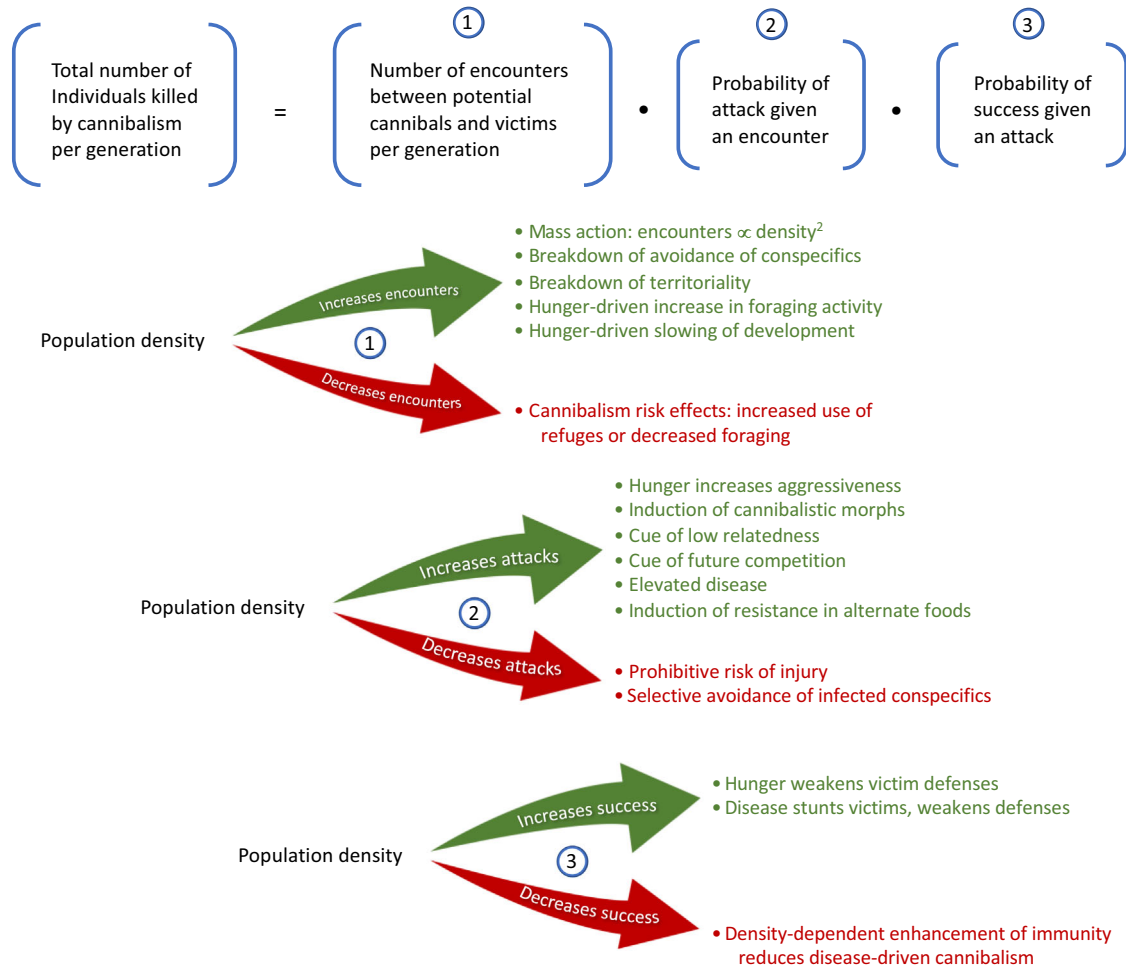 1
2
3
Total number of
Individuals killed
by cannibalism
per generation
=
Number of encounters
between potential
cannibals and victims
per generation
•
Probability of
attack given
an encounter
•
Probability of
success given
an attack
Population density
Increases encounters
1
Decreases encounters
• Mass action: encounters ∝ density²
• Breakdown of avoidance of conspecifics
• Breakdown of territoriality
• Hunger-driven increase in foraging activity
• Hunger-driven slowing of development
• Cannibalism risk effects: increased use of
refuges or decreased foraging
Population density
Increases attacks
2
Decreases attacks
• Hunger increases aggressiveness
• Induction of cannibalistic morphs
• Cue of low relatedness
• Cue of future competition
• Elevated disease
• Induction of resistance in alternate foods
• Prohibitive risk of injury
• Selective avoidance of infected conspecifics
Population density
Increases success
3
Decreases success
• Hunger weakens victim defenses
• Disease stunts victims, weakens defenses
• Density-dependent enhancement of immunity
reduces disease-driven cannibalism